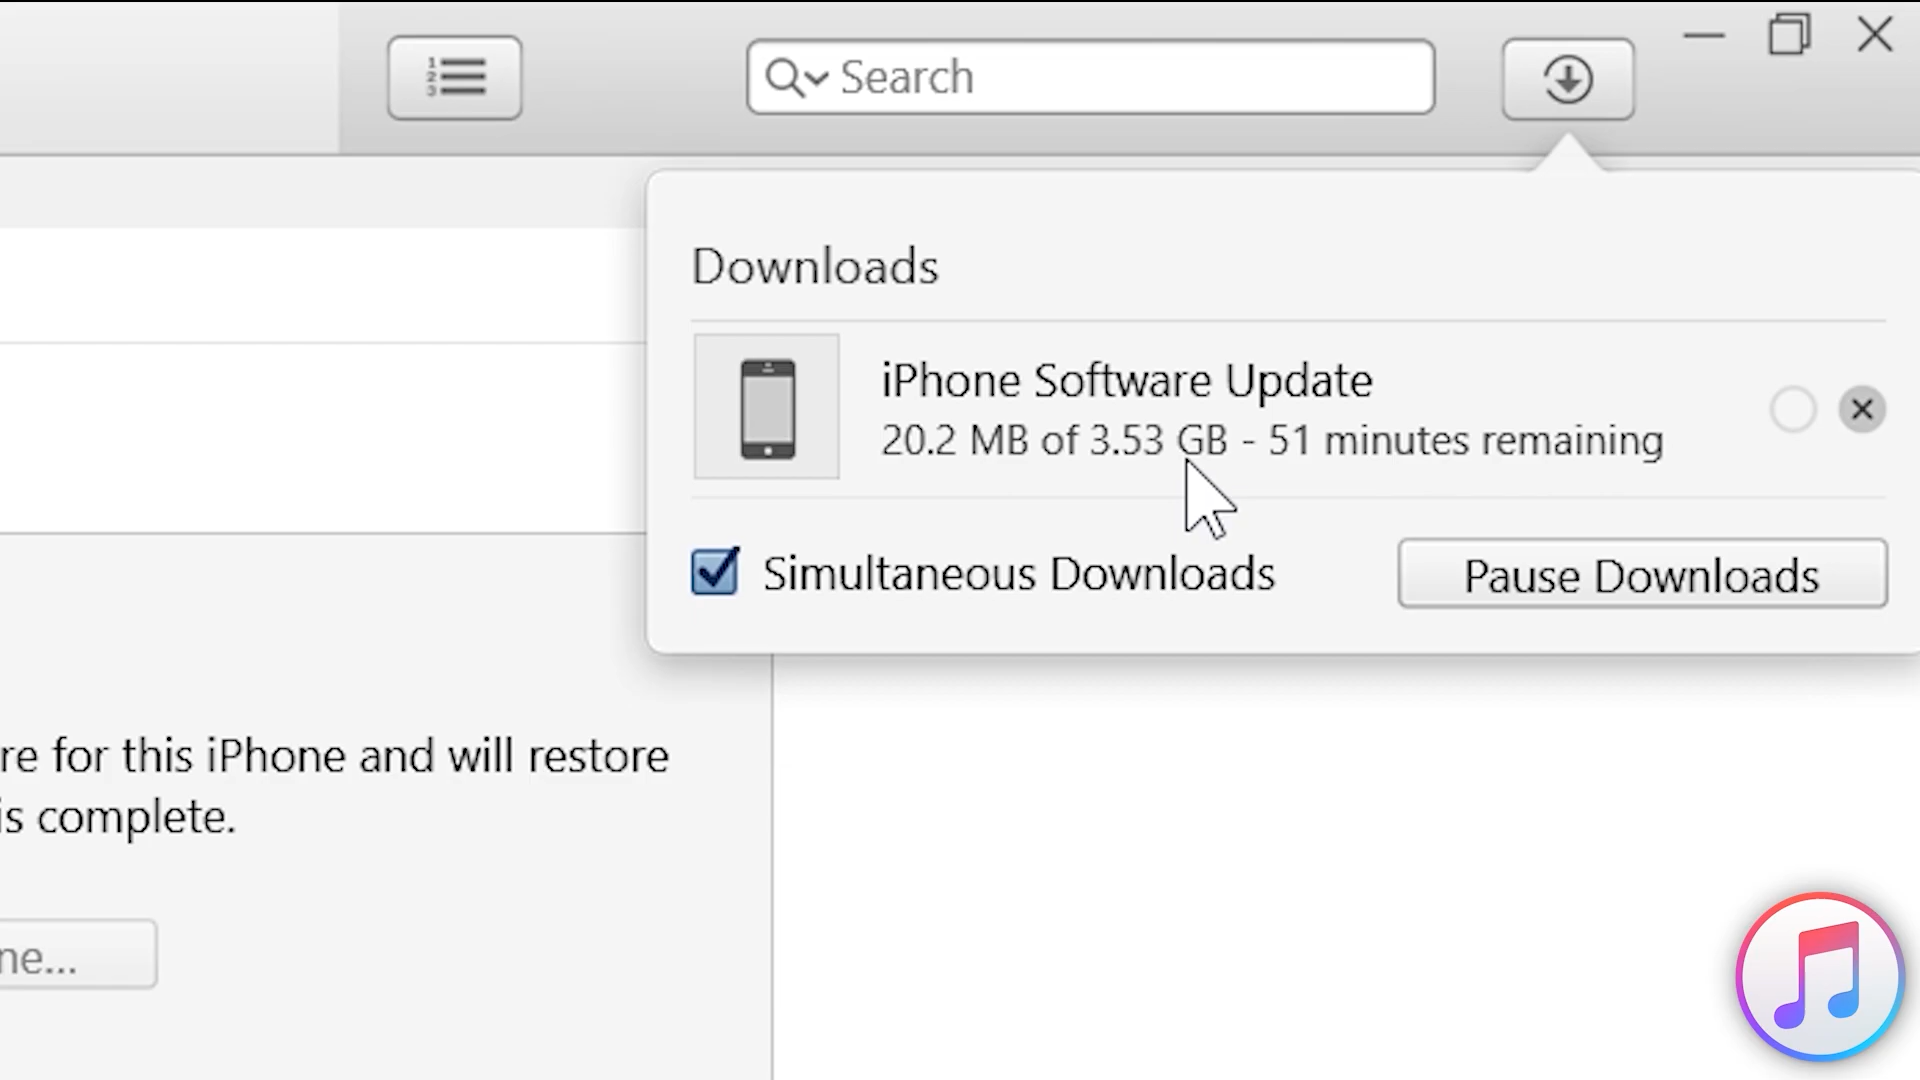 Search
Downloads
iPhone Software Update
20.2 MB of 3.53 GB - 51 minutes remaining
Simultaneous Downloads
Pause Downloads
re for this iPhone and will restore
is complete.
ne...